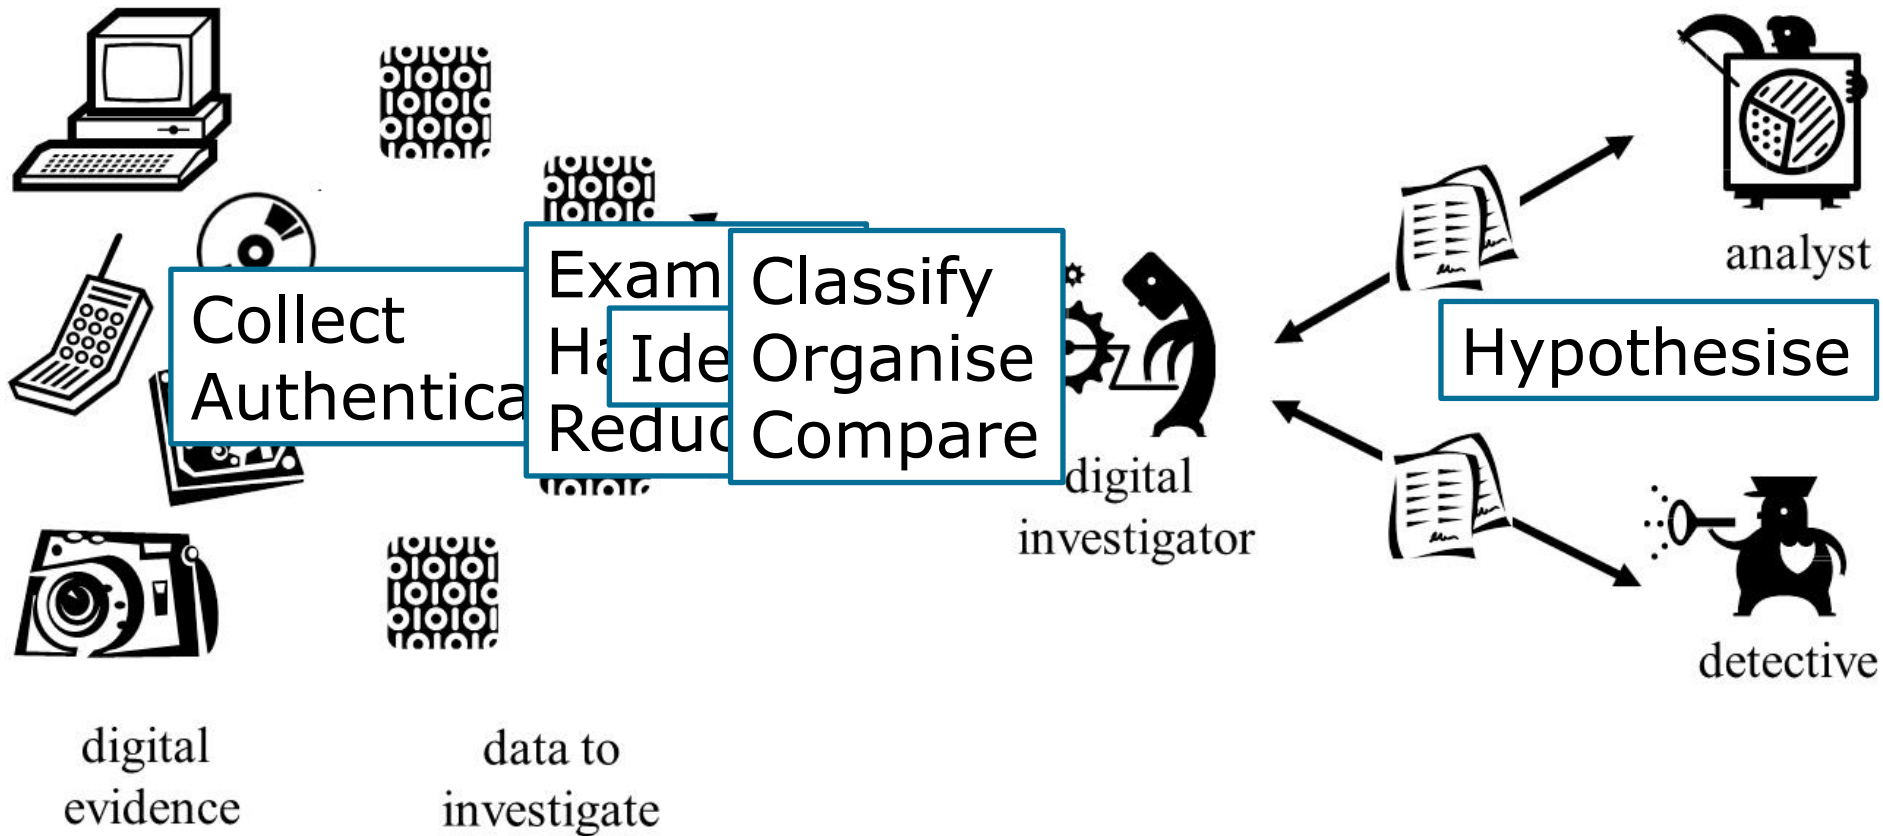 Collect
Authentica
Exam
Ha
Reduc
Ide
Classify
Organise
Compare
Hypothesise
analyst
digital
investigator
detective
digital
evidence
data to
investigate